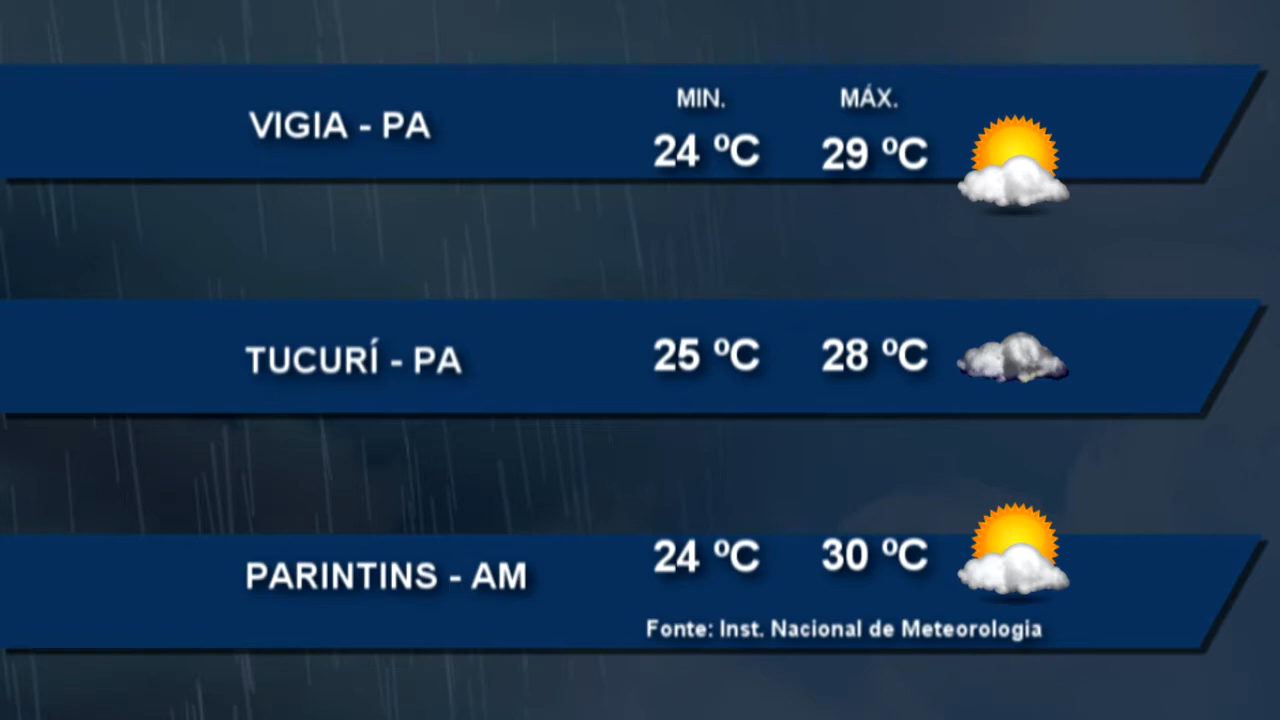 MIN. MÁX.
VIGIA - PA 24 ºC 29 ºC
TUCURÍ - PA 25 ºC 28 ºC
PARINTINS - AM 24 ºC 30 ºC
Fonte: Inst. Nacional de Meteorologia